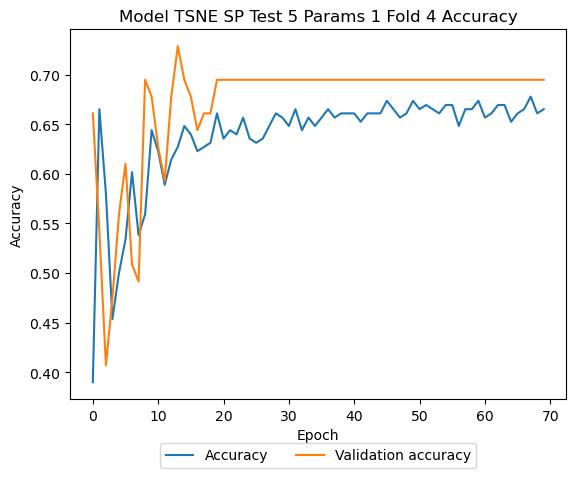 Model TSNE SP Test 5 Params 1 Fold 4 Accuracy
0.70
0.65
0.60
0.55
0.50
0.45
0.40
Accuracy
0 10 20 30 40 50 60 70
Epoch
Accuracy Validation accuracy